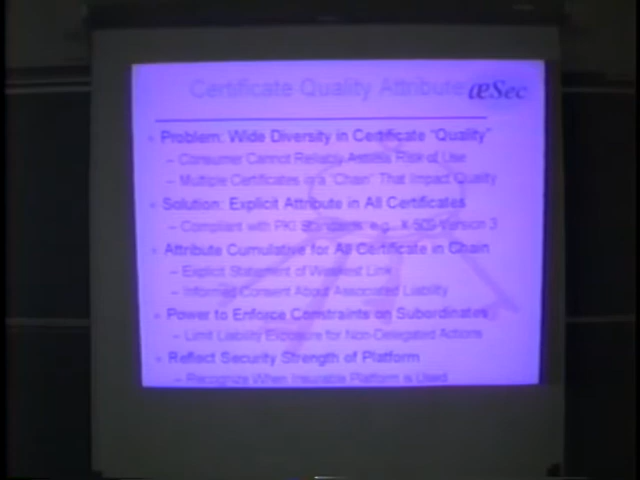 Certificate Quality Attribute
æSec
• Problem: Wide Diversity in Certificate "Quality"
– Consumer Cannot Reliably Assess Risk of Use
– Multiple Certificates in a "Chain" That Impact Quality
• Solution: Explicit Attribute in All Certificates
– Compliant with PKI Standards, e.g., X.509 Version 3
• Attribute Cumulative for All Certificate in Chain
– Explicit Statement of Weakest Link
– Informed Consent About Associated Liability
• Power to Enforce Constraints on Subordinates
– Limit Liability Exposure for Non-Delegated Actions
• Reflect Security Strength of Platform
– Recognize When Insurable Platform is Used